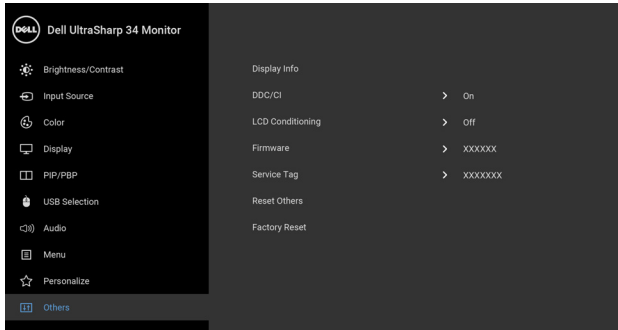 DELL Dell UltraSharp 34 Monitor
Brightness/Contrast
Input Source
Color
Display
PIP/PBP
USB Selection
Audio
Menu
Personalize
Others
Display Info
DDC/CI > On
LCD Conditioning > Off
Firmware > XXXXXX
Service Tag > XXXXXXX
Reset Others
Factory Reset